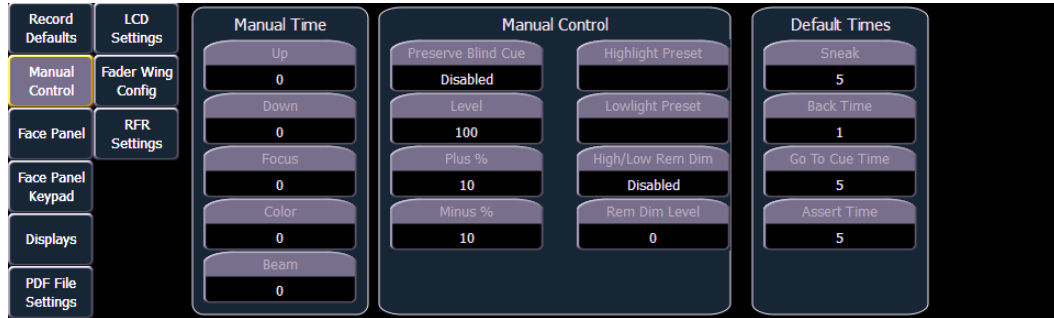 Record
Defaults
LCD
Settings
Manual
Control
Fader Wing
Config
Face Panel
RFR
Settings
Face Panel
Keypad
Displays
PDF File
Settings
Manual Time
Up
0
Down
0
Focus
0
Color
0
Beam
0
Manual Control
Preserve Blind Cue
Disabled
Level
100
Plus %
10
Minus %
10
Highlight Preset
Lowlight Preset
High/Low Rem Dim
Disabled
Rem Dim Level
0
Default Times
Sneak
5
Back Time
1
Go To Cue Time
5
Assert Time
5